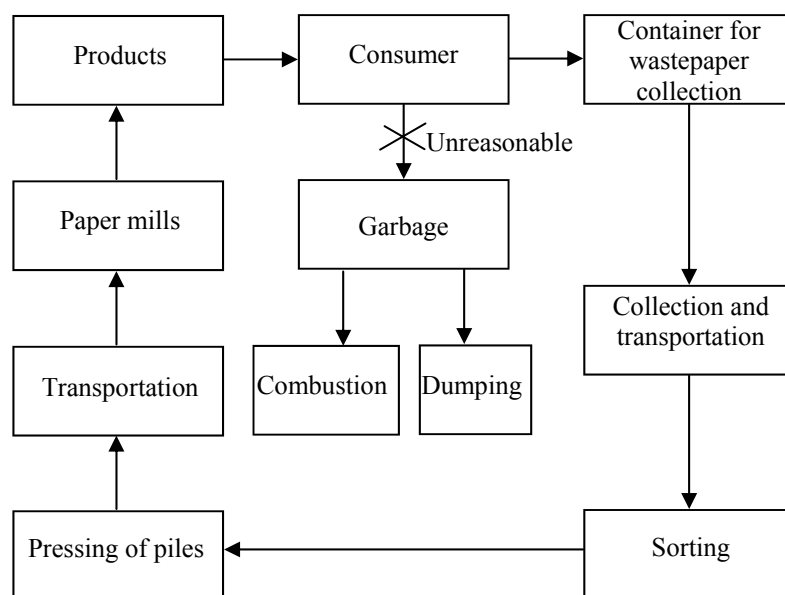 Products
Consumer
Container for
wastepaper
collection
Unreasonable
Paper mills
Garbage
Collection and
transportation
Transportation
Combustion
Dumping
Pressing of piles
Sorting